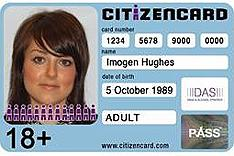 CITiZENCARD
card number
1234 5678 9000 0000
name
Imogen Hughes
date of birth
5 October 1989
DAS
ADULT
PASS
18+
www.citizencard.com